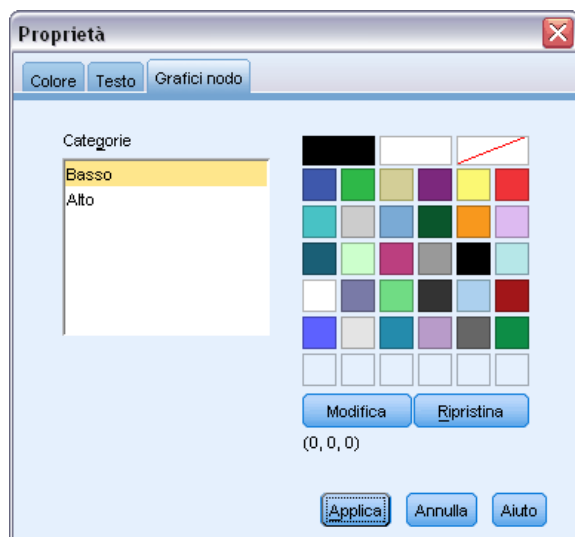 Proprietà
Colore Testo Grafici nodo
Categorie
Basso
Alto
Modifica Ripristina
(0, 0, 0)
Applica Annulla Aiuto